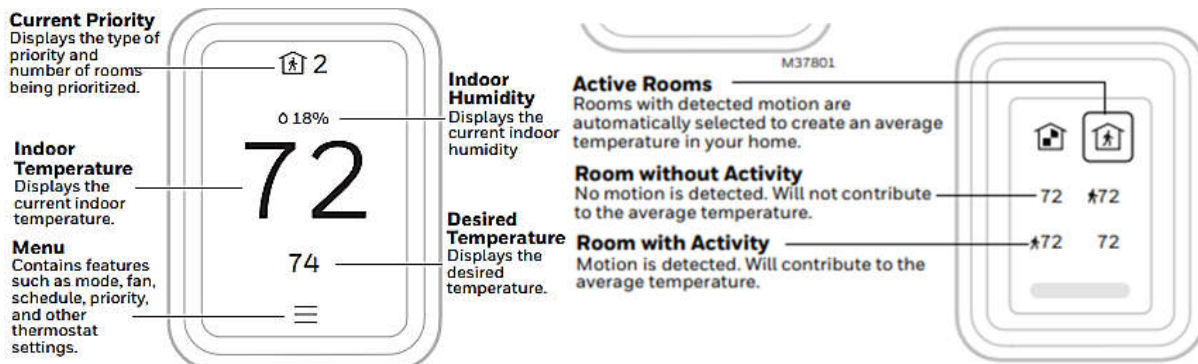 Current Priority
Displays the type of
priority and
number of rooms
being prioritized.
Indoor
Temperature
Displays the
current indoor
temperature.
Menu
Contains features
such as mode, fan,
schedule, priority,
and other
thermostat
settings.
2
18%
72
74
Indoor
Humidity
Displays the
current indoor
humidity
Desired
Temperature
Displays the
desired
temperature.
M37801
Active Rooms
Rooms with detected motion are
automatically selected to create an average
temperature in your home.
Room without Activity
No motion is detected. Will not contribute
to the average temperature.
Room with Activity
Motion is detected. Will contribute to the
average temperature.
72 72
72 72